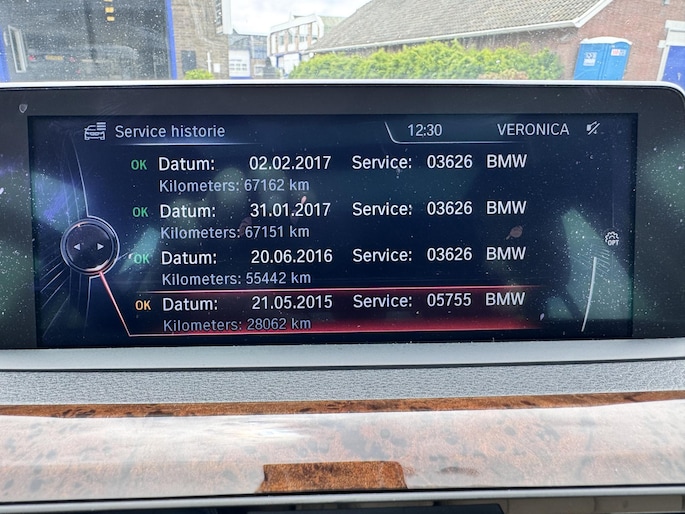 Service historie 12:30 VERONICA
OK Datum: 02.02.2017 Service: 03626 BMW
Kilometers: 67162 km
OK Datum: 31.01.2017 Service: 03626 BMW
Kilometers: 67151 km
OK Datum: 20.06.2016 Service: 03626 BMW
Kilometers: 55442 km
OPT
OK Datum: 21.05.2015 Service: 05755 BMW
Kilometers: 28062 km